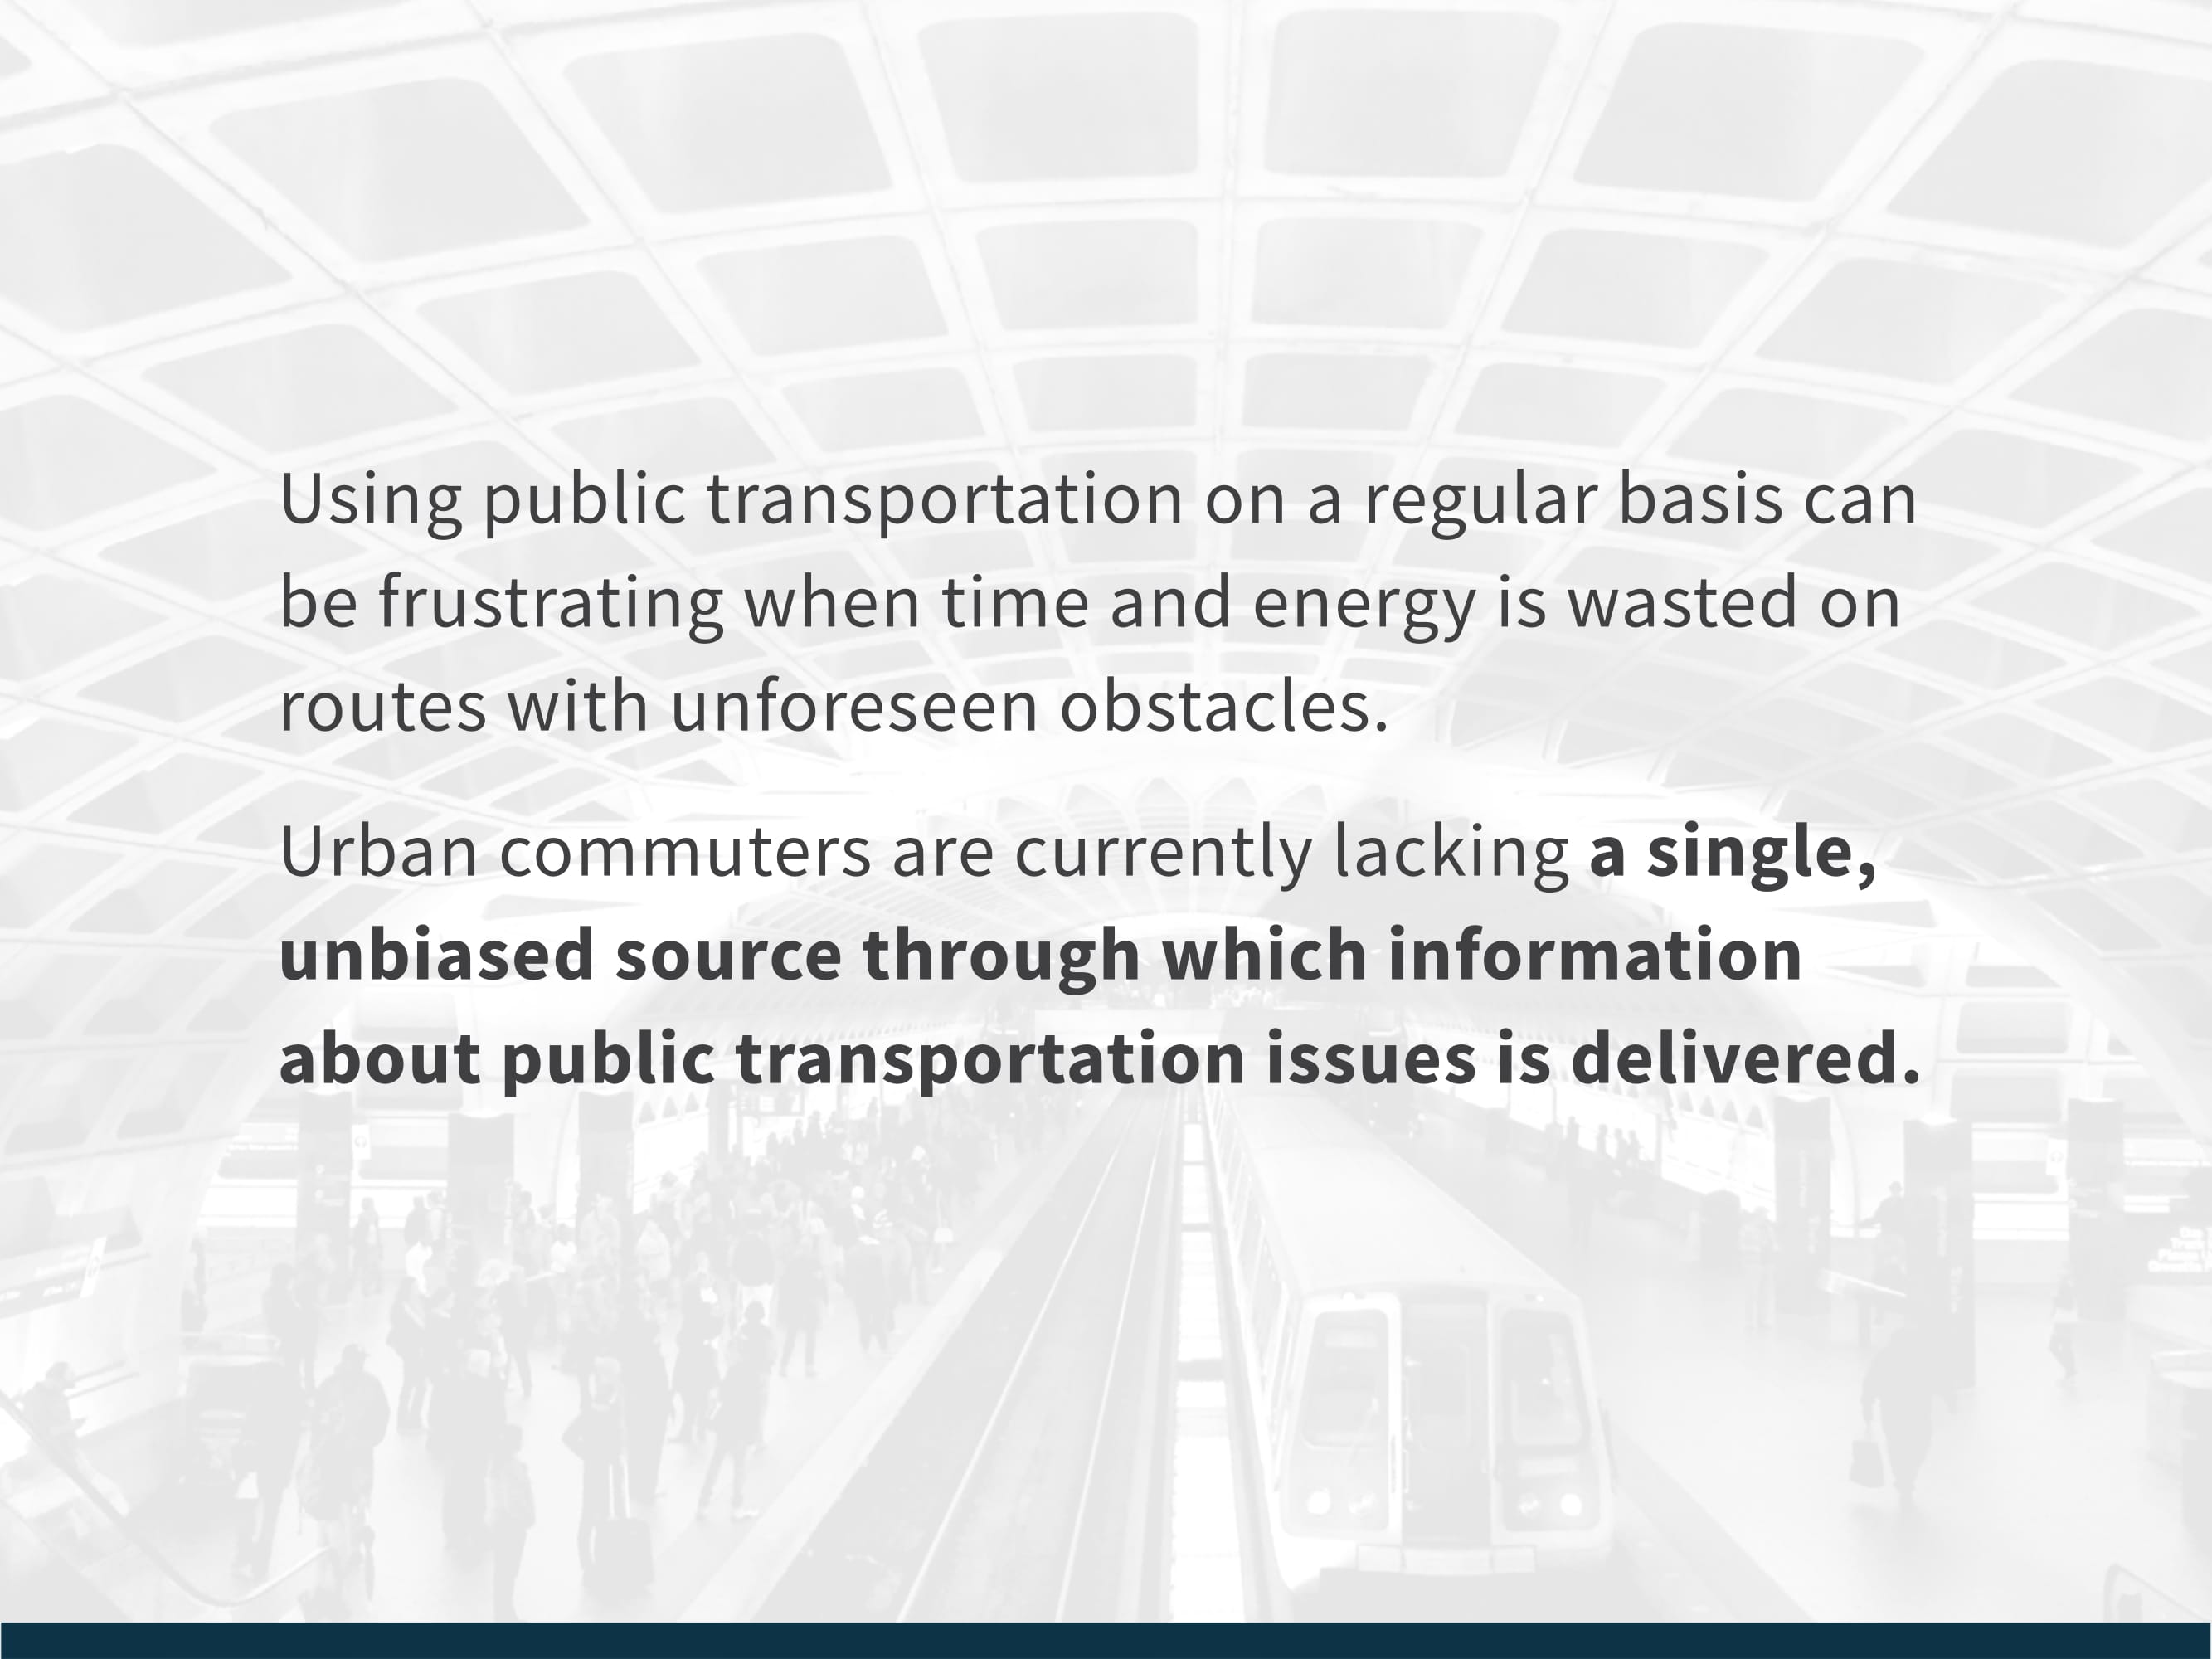 Using public transportation on a regular basis can
be frustrating when time and energy is wasted on
routes with unforeseen obstacles.
Urban commuters are currently lacking a single,
unbiased source through which information
about public transportation issues is delivered.